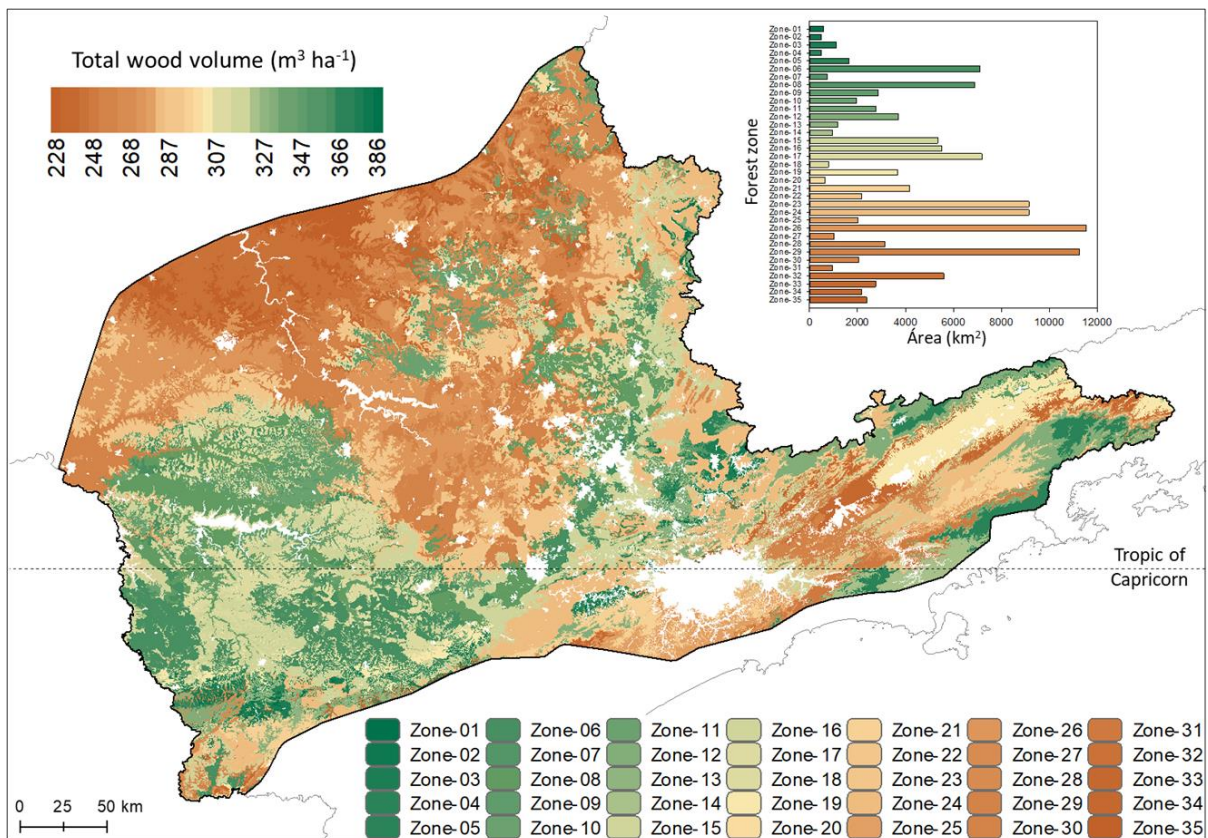 Total wood volume (m³ ha⁻¹)
228 248 268 287 307 327 347 366 386
Forest zone
Zone-01
Zone-02
Zone-03
Zone-04
Zone-05
Zone-06
Zone-07
Zone-08
Zone-09
Zone-10
Zone-11
Zone-12
Zone-13
Zone-14
Zone-15
Zone-16
Zone-17
Zone-18
Zone-19
Zone-20
Zone-21
Zone-22
Zone-23
Zone-24
Zone-25
Zone-26
Zone-27
Zone-28
Zone-29
Zone-30
Zone-31
Zone-32
Zone-33
Zone-34
Zone-35
0 2000 4000 6000 8000 10000 12000
Área (km²)
Tropic of
Capricorn
Zone-01 Zone-06 Zone-11 Zone-16 Zone-21 Zone-26 Zone-31
Zone-02 Zone-07 Zone-12 Zone-17 Zone-22 Zone-27 Zone-32
Zone-03 Zone-08 Zone-13 Zone-18 Zone-23 Zone-28 Zone-33
Zone-04 Zone-09 Zone-14 Zone-19 Zone-24 Zone-29 Zone-34
Zone-05 Zone-10 Zone-15 Zone-20 Zone-25 Zone-30 Zone-35
0 25 50 km